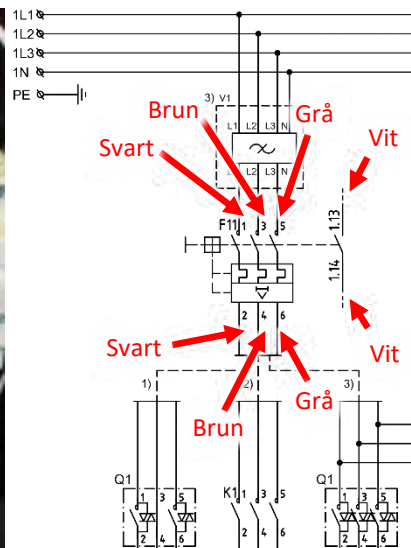 1L1
1L2
1L3
1N
PE
3) V1
Brun
Grå
L1 L2 L3 N
Svart
Vit
L2 L3 N
F11 1 3 5
1.13
1.14
2 4 6
Svart
Vit
Grå
1) 2) 3)
Brun
Q1 K1 Q1
1 3 5 1 3 5 1 3 5
2 4 6 2 4 6 2 4 6